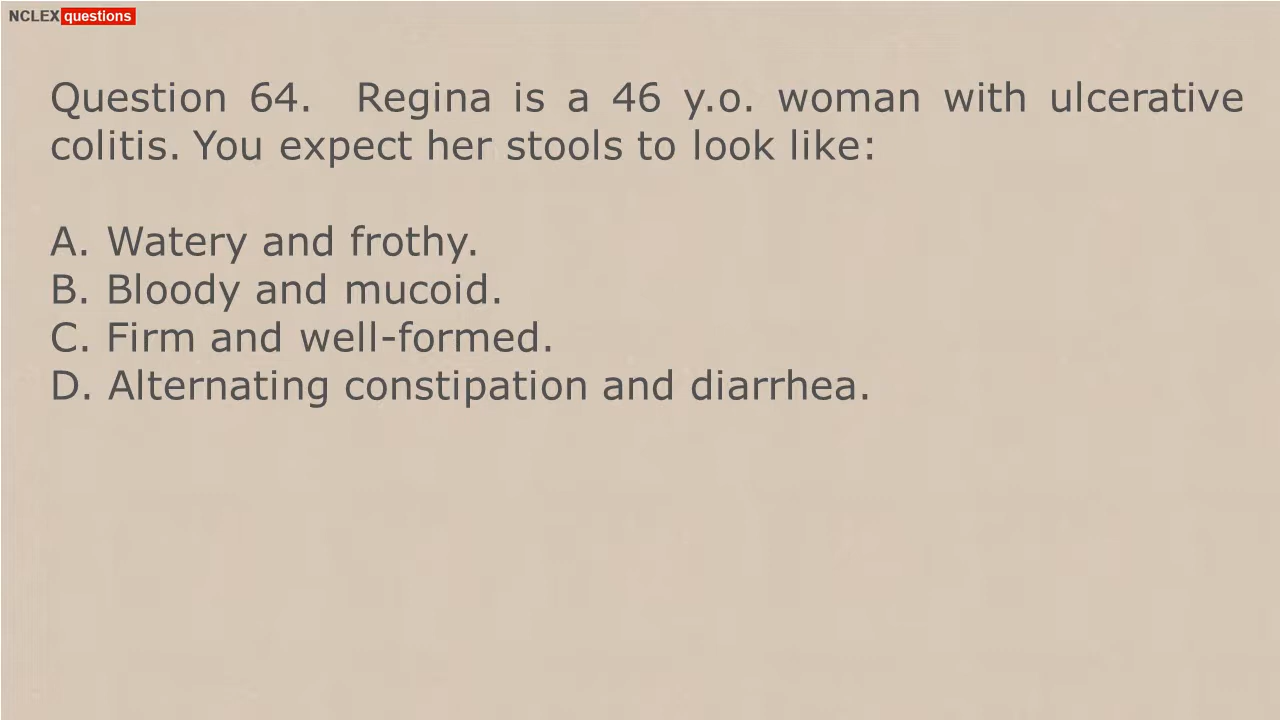 NCLEX questions
Question 64. Regina is a 46 y.o. woman with ulcerative
colitis. You expect her stools to look like:
A. Watery and frothy.
B. Bloody and mucoid.
C. Firm and well-formed.
D. Alternating constipation and diarrhea.